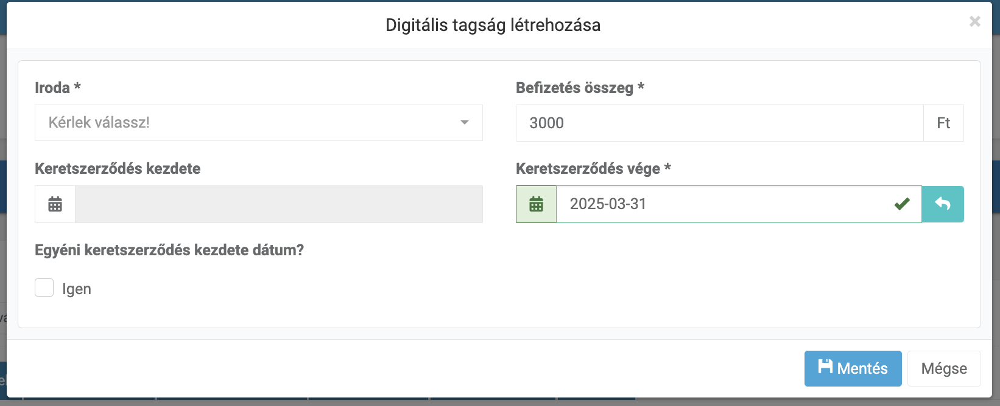 Digitális tagság létrehozása
×
Iroda *
Kérlek válassz!
Befizetés összeg *
3000
Ft
Keretszerződés kezdete
Keretszerződés vége *
2025-03-31
Egyéni keretszerződés kezdete dátum?
Igen
Mentés
Mégse